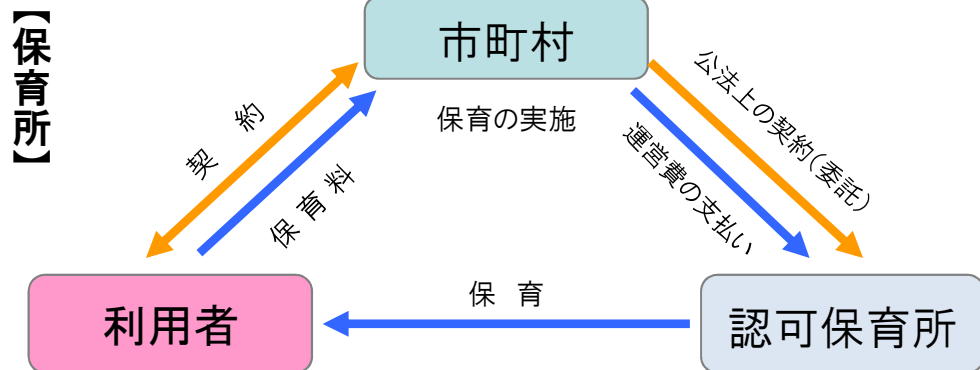 【保育所】
市町村
保育の実施
契 約
保 育 料
公法上の契約（委託）
運営費の支払い
保 育
利用者
認可保育所